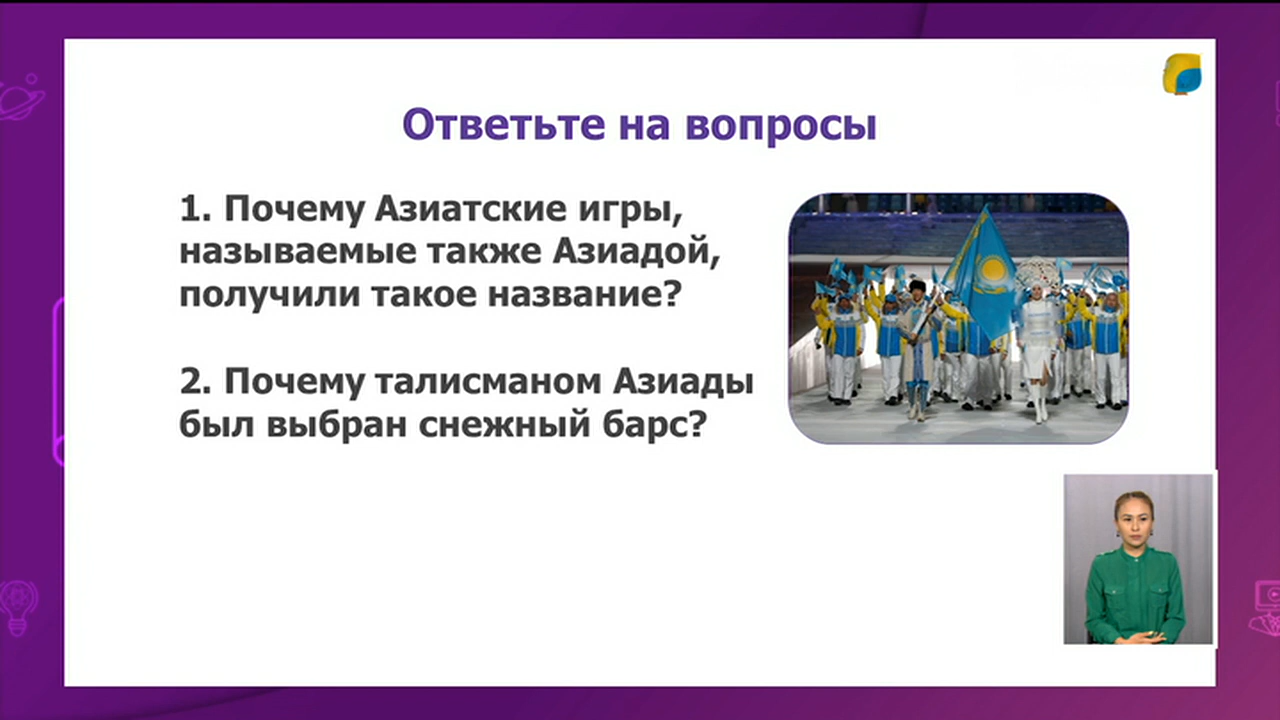 Ответьте на вопросы
1. Почему Азиатские игры,
называемые также Азиадой,
получили такое название?
2. Почему талисманом Азиады
был выбран снежный барс?